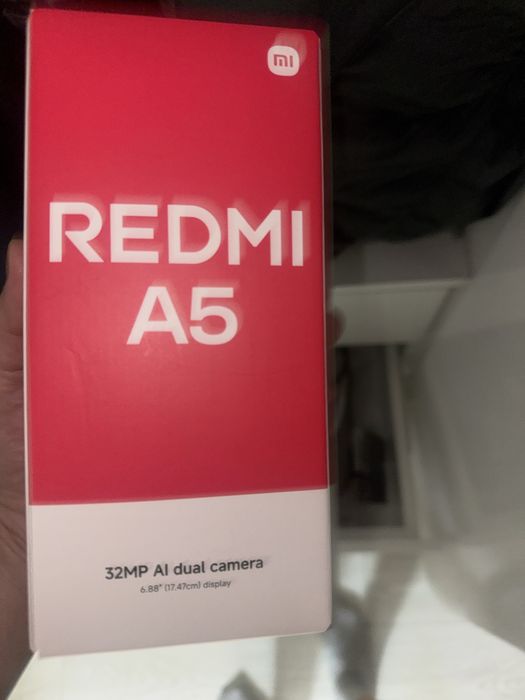 mi
REDMI
A5
32MP AI dual camera
6.88" (17.47cm) display